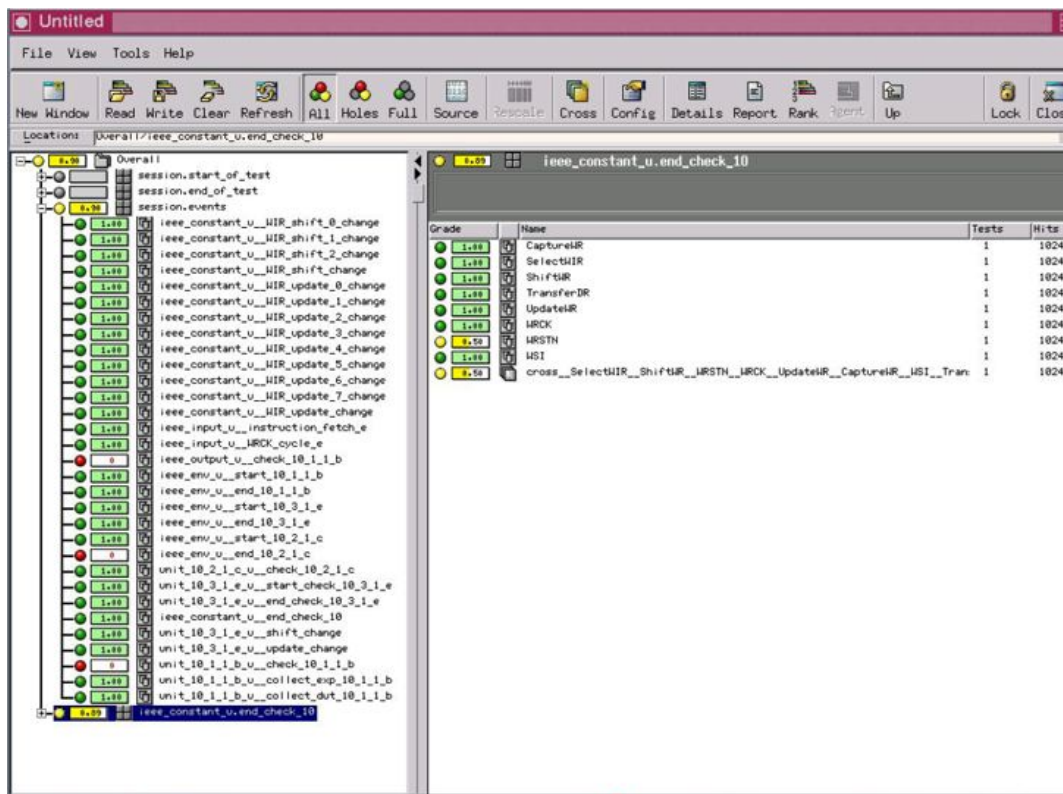 Untitled
File View Tools Help
New Window Read Write Clear Refresh All Holes Full Source Rescale Cross Config Details Report Rank Agent Up Lock Clos
Location: Overall/ieee_constant_u.end_check_10
0.90 Overall
session.start_of_test
session.end_of_test
0.90 session.events
1.00 ieee_constant_u__WIR_shift_0_change
1.00 ieee_constant_u__WIR_shift_1_change
1.00 ieee_constant_u__WIR_shift_2_change
1.00 ieee_constant_u__WIR_shift_change
1.00 ieee_constant_u__WIR_update_0_change
1.00 ieee_constant_u__WIR_update_1_change
1.00 ieee_constant_u__WIR_update_2_change
1.00 ieee_constant_u__WIR_update_3_change
1.00 ieee_constant_u__WIR_update_4_change
1.00 ieee_constant_u__WIR_update_5_change
1.00 ieee_constant_u__WIR_update_6_change
1.00 ieee_constant_u__WIR_update_7_change
1.00 ieee_constant_u__WIR_update_change
1.00 ieee_input_u__instruction_fetch_e
1.00 ieee_input_u__WRCK_cycle_e
0 ieee_output_u__check_10_1_1_b
1.00 ieee_env_u__start_10_1_1_b
1.00 ieee_env_u__end_10_1_1_b
1.00 ieee_env_u__start_10_3_1_e
1.00 ieee_env_u__end_10_3_1_e
1.00 ieee_env_u__start_10_2_1_c
0 ieee_env_u__end_10_2_1_c
1.00 unit_10_2_1_c_u__check_10_2_1_c
1.00 unit_10_3_1_e_u__start_check_10_3_1_e
1.00 unit_10_3_1_e_u__end_check_10_3_1_e
1.00 ieee_constant_u__end_check_10
1.00 unit_10_3_1_e_u__shift_change
1.00 unit_10_3_1_e_u__update_change
0 unit_10_1_1_b_u__check_10_1_1_b
1.00 unit_10_1_1_b_u__collect_exp_10_1_1_b
1.00 unit_10_1_1_b_u__collect_dut_10_1_1_b
0.89 ieee_constant_u.end_check_10
0.89 ieee_constant_u.end_check_10
Grade Name Tests Hits
1.00 CaptureWR 1 1024
1.00 SelectWIR 1 1024
1.00 ShiftWR 1 1024
1.00 TransferDR 1 1024
1.00 UpdateWR 1 1024
1.00 WRCK 1 1024
0.50 WRSTN 1 1024
1.00 WSI 1 1024
0.50 cross__SelectWIR__ShiftWR__WRSTN__WRCK__UpdateWR__CaptureWR__WSI__Tran: 1 1024